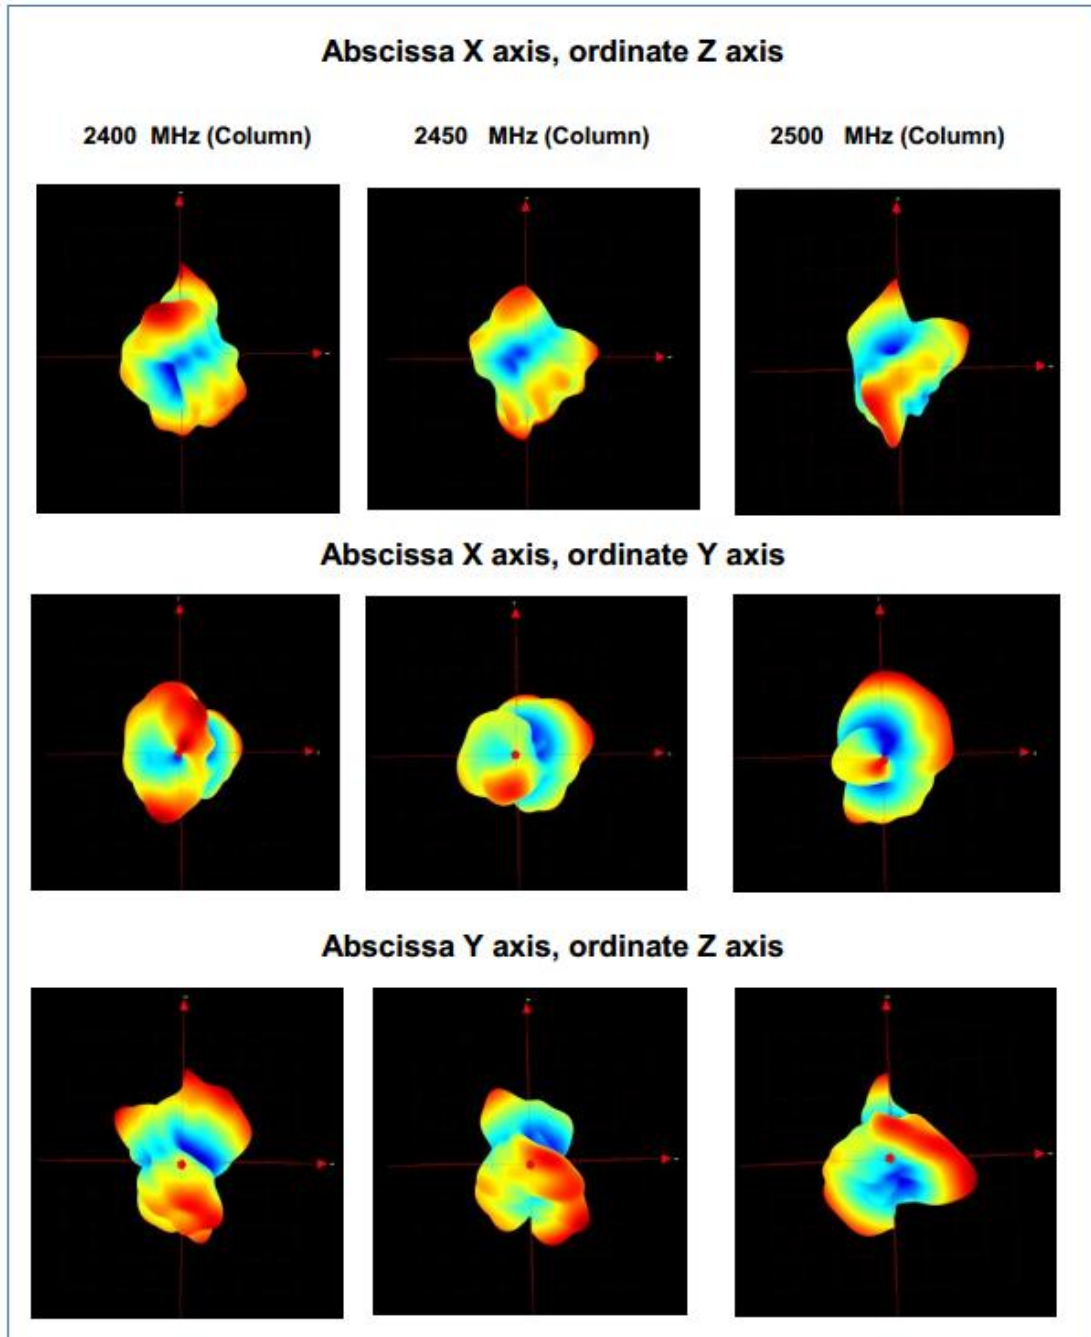 Abscissa X axis, ordinate Z axis
2400 MHz (Column) 2450 MHz (Column) 2500 MHz (Column)
Abscissa X axis, ordinate Y axis
Abscissa Y axis, ordinate Z axis